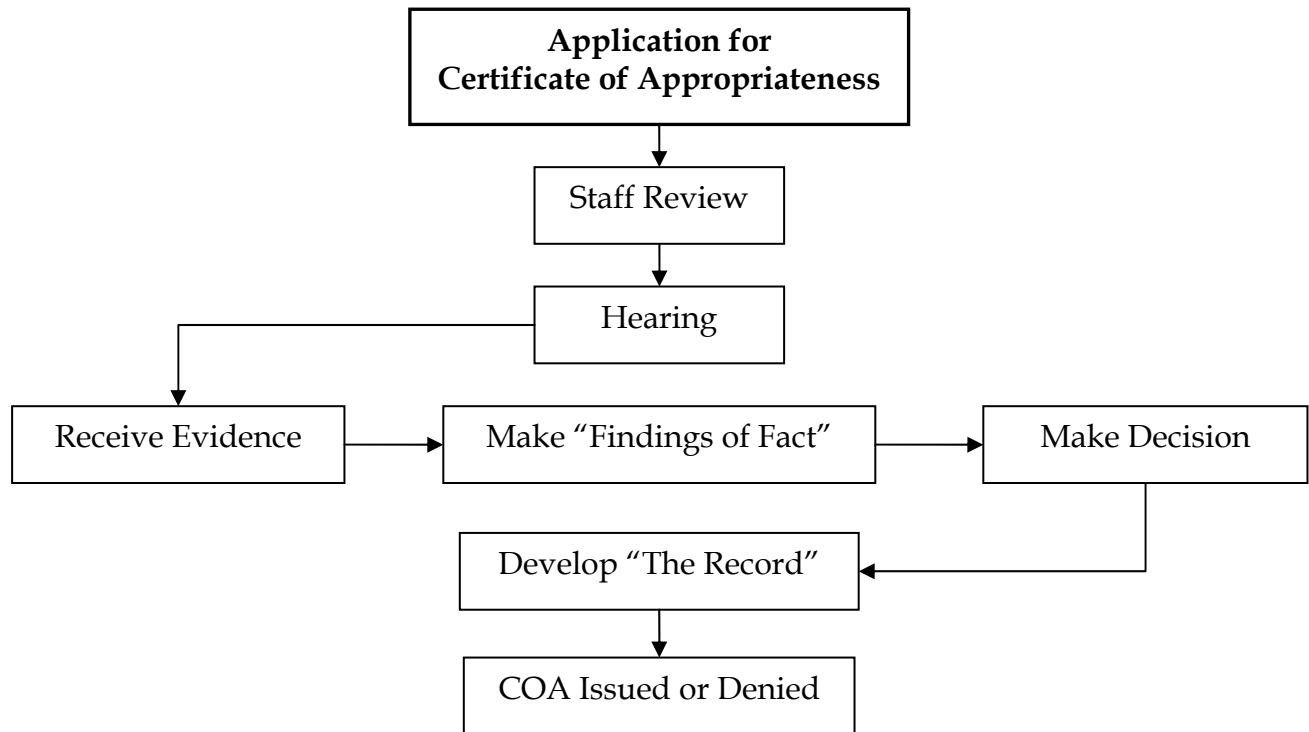 Application for
Certificate of Appropriateness
Staff Review
Hearing
Receive Evidence
Make “Findings of Fact”
Make Decision
Develop “The Record”
COA Issued or Denied